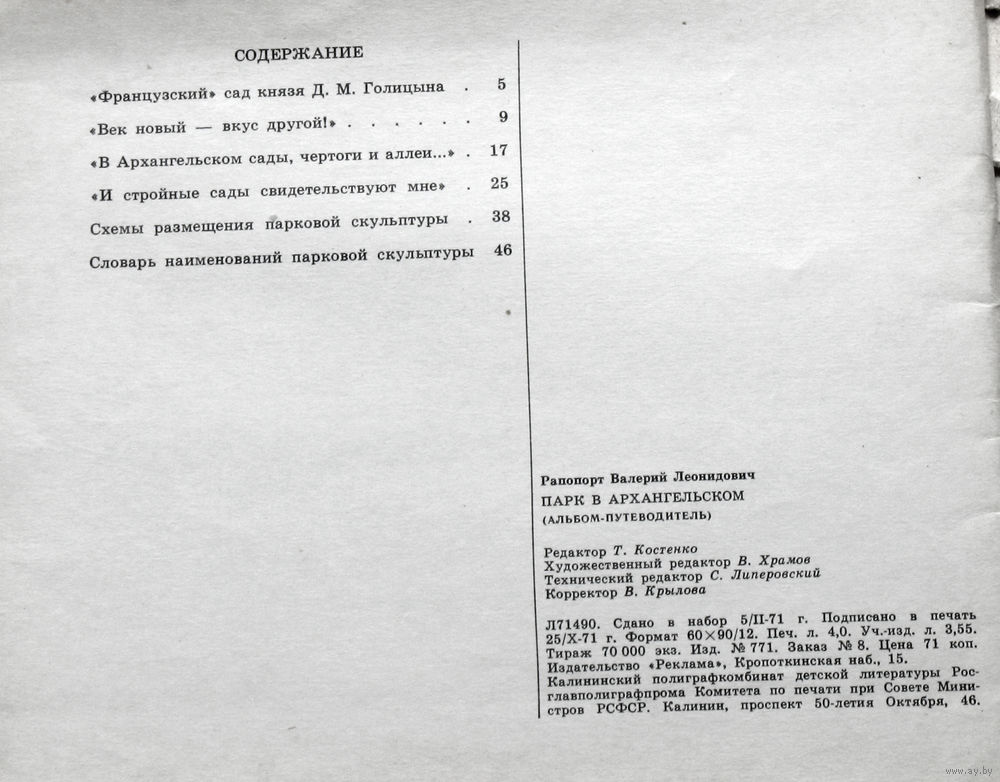 СОДЕРЖАНИЕ
«Французский» сад князя Д. М. Голицына . 5
«Век новый — вкус другой!» . . . . . . 9
«В Архангельском сады, чертоги и аллеи...» . 17
«И стройные сады свидетельствуют мне» . 25
Схемы размещения парковой скульптуры . 38
Словарь наименований парковой скульптуры 46
Рапопорт Валерий Леонидович
ПАРК В АРХАНГЕЛЬСКОМ
(АЛЬБОМ-ПУТЕВОДИТЕЛЬ)
Редактор Т. Костенко
Художественный редактор В. Храмов
Технический редактор С. Липеровский
Корректор В. Крылова
Л71490. Сдано в набор 5/II-71 г. Подписано в печать
25/X-71 г. Формат 60×90/12. Печ. л. 4,0. Уч.-изд. л. 3,55.
Тираж 70 000 экз. Изд. № 771. Заказ № 8. Цена 71 коп.
Издательство «Реклама», Кропоткинская наб., 15.
Калининский полиграфкомбинат детской литературы Рос-
главполиграфпрома Комитета по печати при Совете Мини-
стров РСФСР. Калинин, проспект 50-летия Октября, 46.
www.ay.by